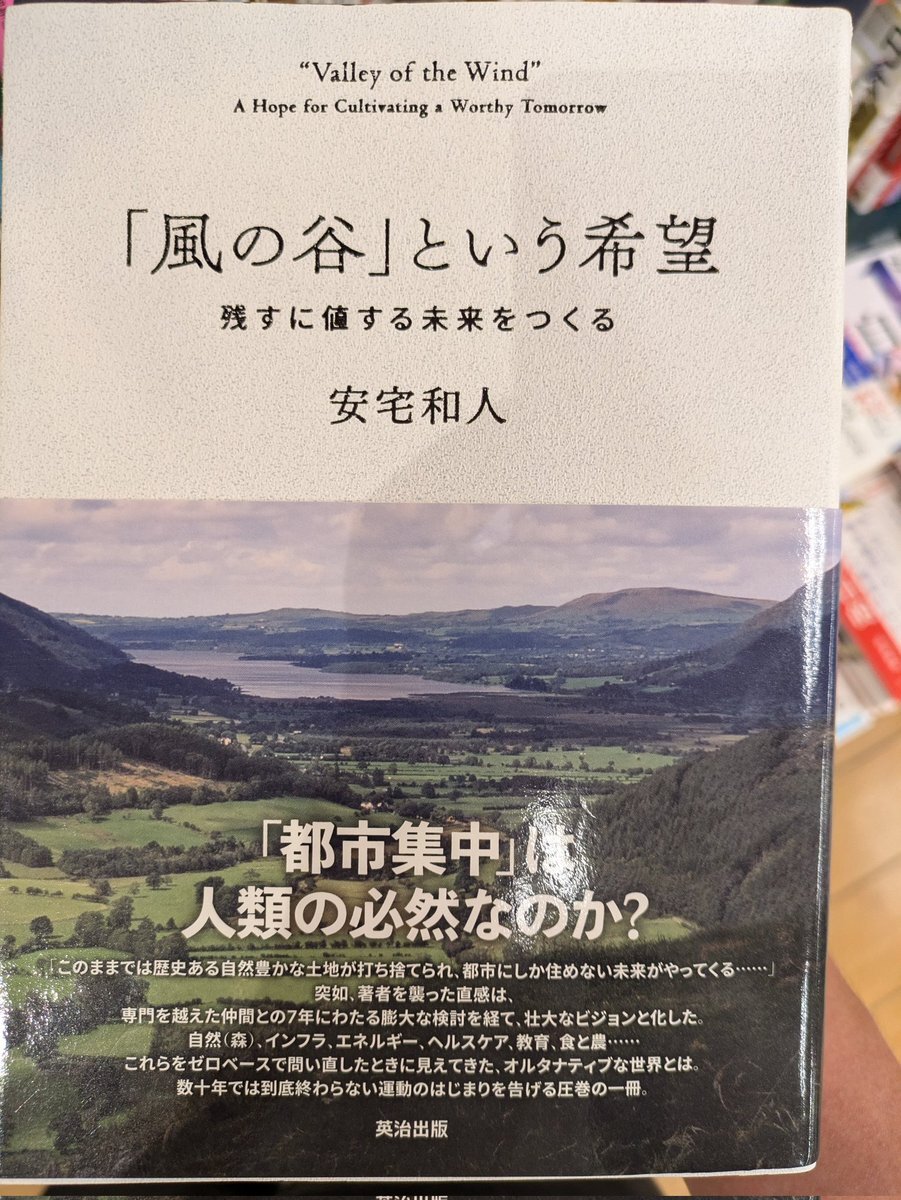 “Valley of the Wind”
A Hope for Cultivating a Worthy Tomorrow
「風の谷」という希望
残すに値する未来をつくる
安宅和人
「都市集中」は
人類の必然なのか?
「このままでは歴史ある自然豊かな土地が打ち捨てられ、都市にしか住めない未来がやってくる……」
突如、著者を襲った直感は、
専門を越えた仲間との7年にわたる膨大な検討を経て、壮大なビジョンと化した。
自然(森)、インフラ、エネルギー、ヘルスケア、教育、食と農……
これらをゼロベースで問い直したときに見えてきた、オルタナティブな世界とは。
数十年では到底終わらない運動のはじまりを告げる圧巻の一冊。
英治出版
英治出版